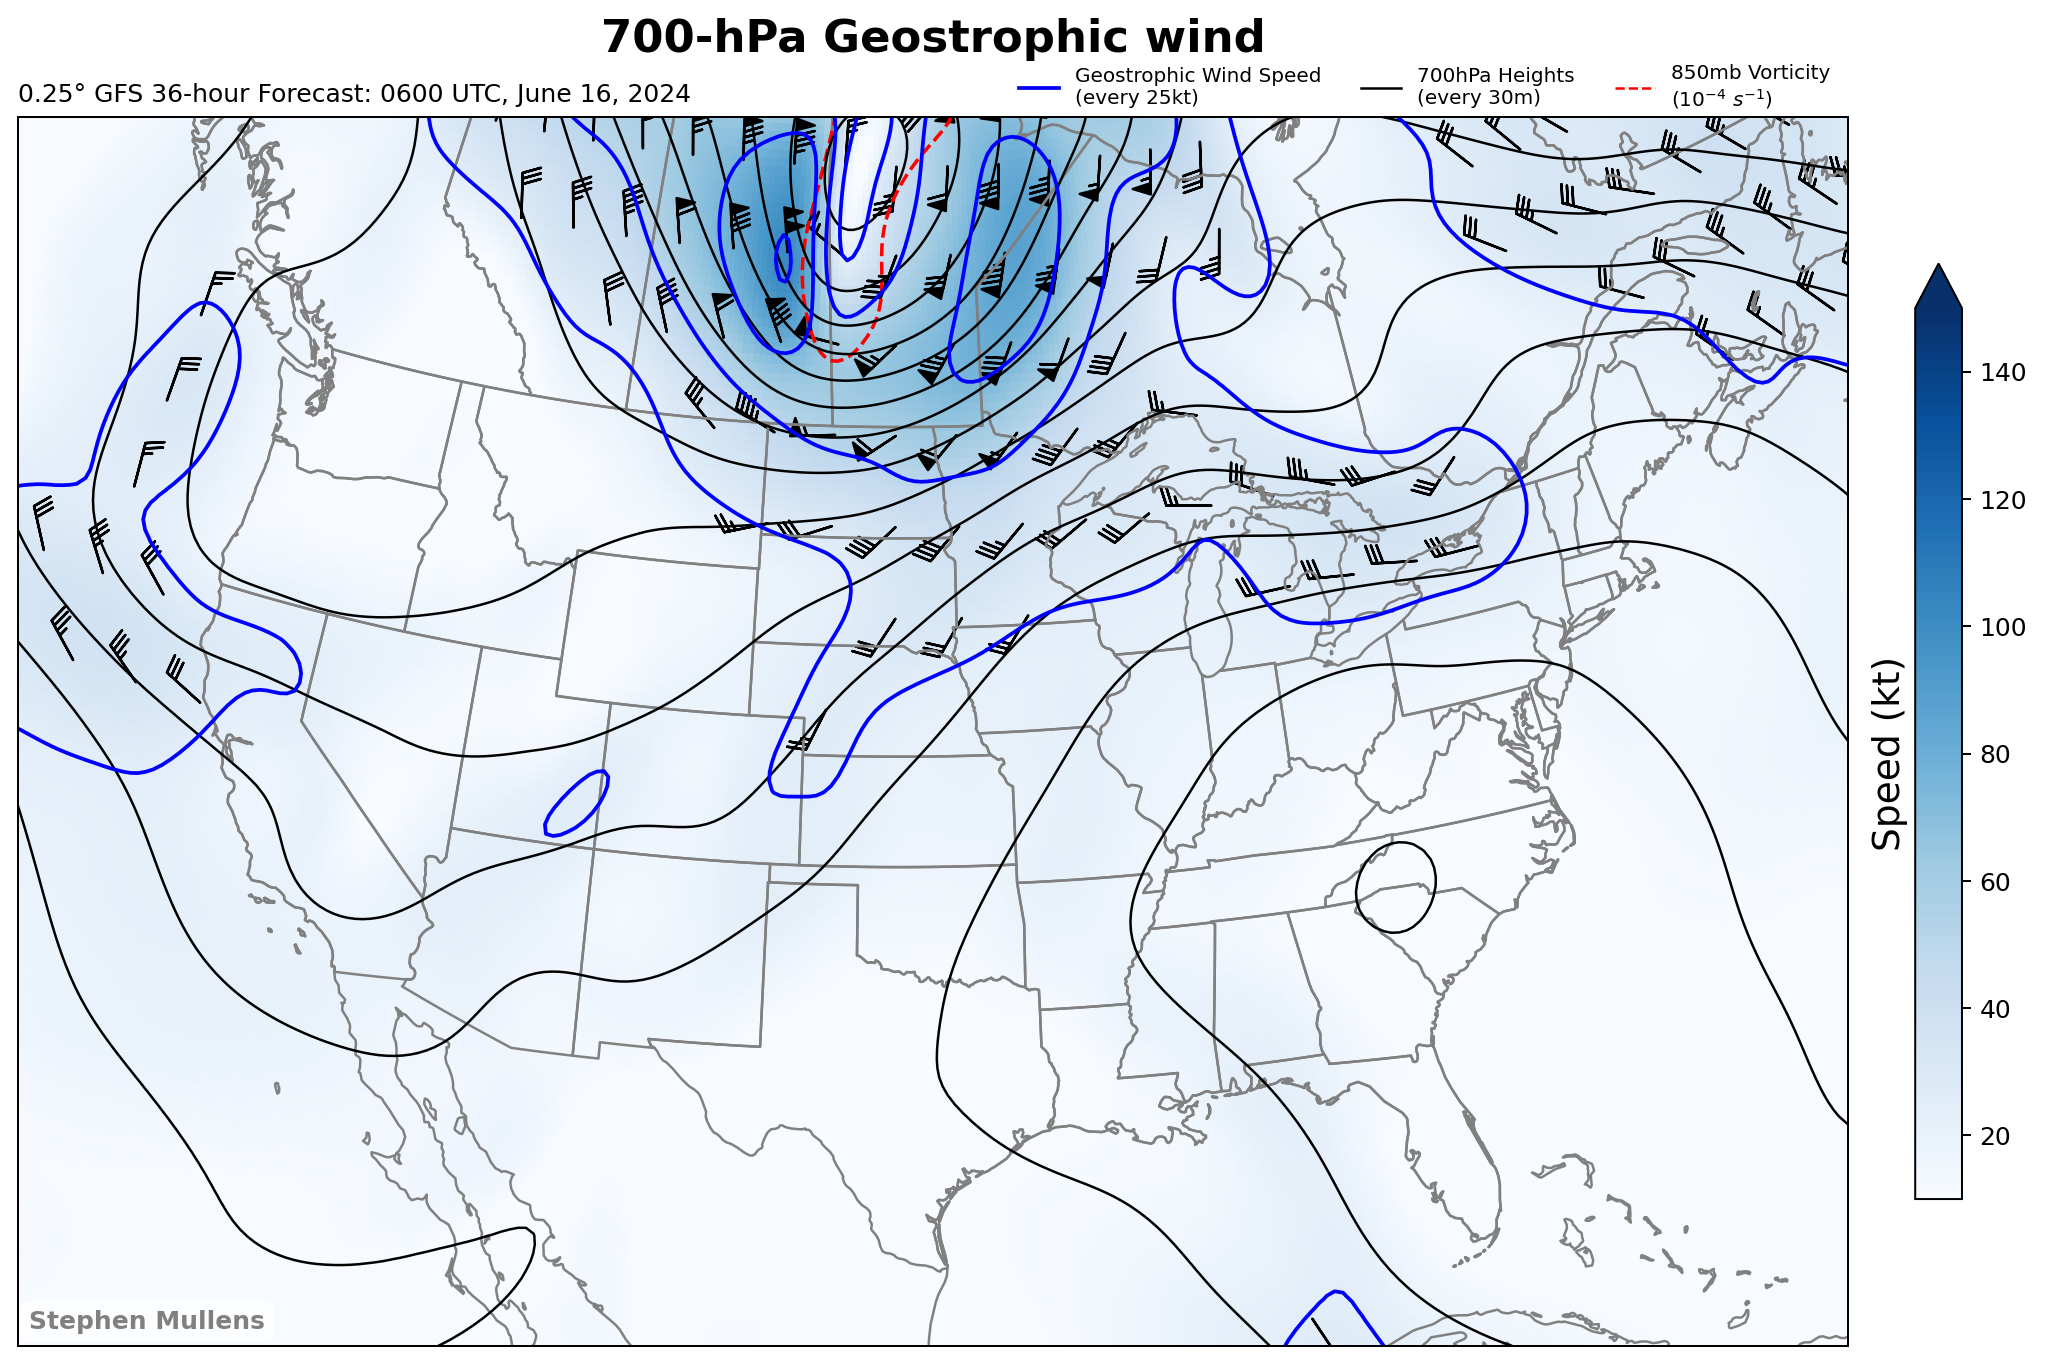 700-hPa Geostrophic wind
0.25° GFS 36-hour Forecast: 0600 UTC, June 16, 2024
Geostrophic Wind Speed
(every 25kt)
700hPa Heights
(every 30m)
850mb Vorticity
(10⁻⁴ s⁻¹)
140
120
100
80
60
40
20
Speed (kt)
Stephen Mullens